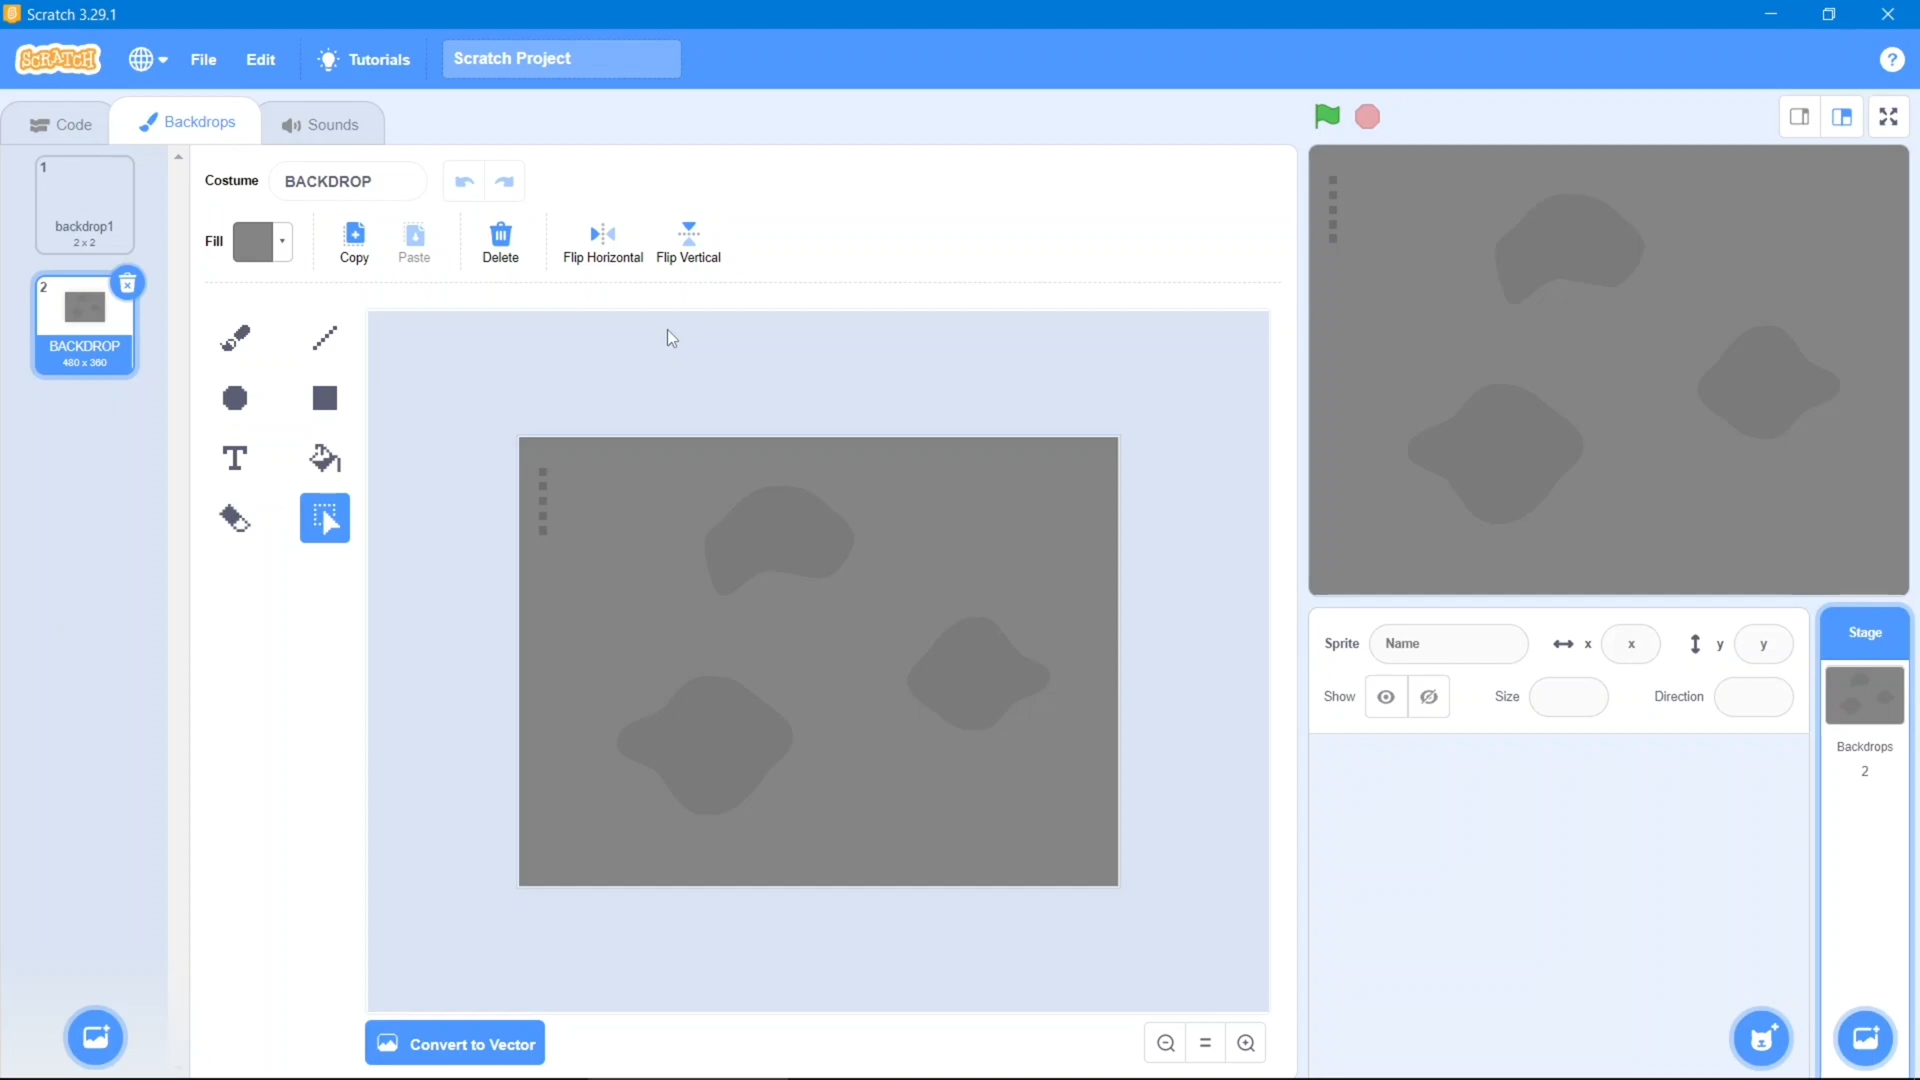 Scratch 3.29.1
SCRATCH
File
Edit
Tutorials
Scratch Project
?
Code
Backdrops
Sounds
1
backdrop1
2 x 2
2
BACKDROP
480 x 360
Costume
BACKDROP
Fill
Copy
Paste
Delete
Flip Horizontal
Flip Vertical
T
Convert to Vector
Sprite
Name
x
x
y
y
Show
Size
Direction
Stage
Backdrops
2